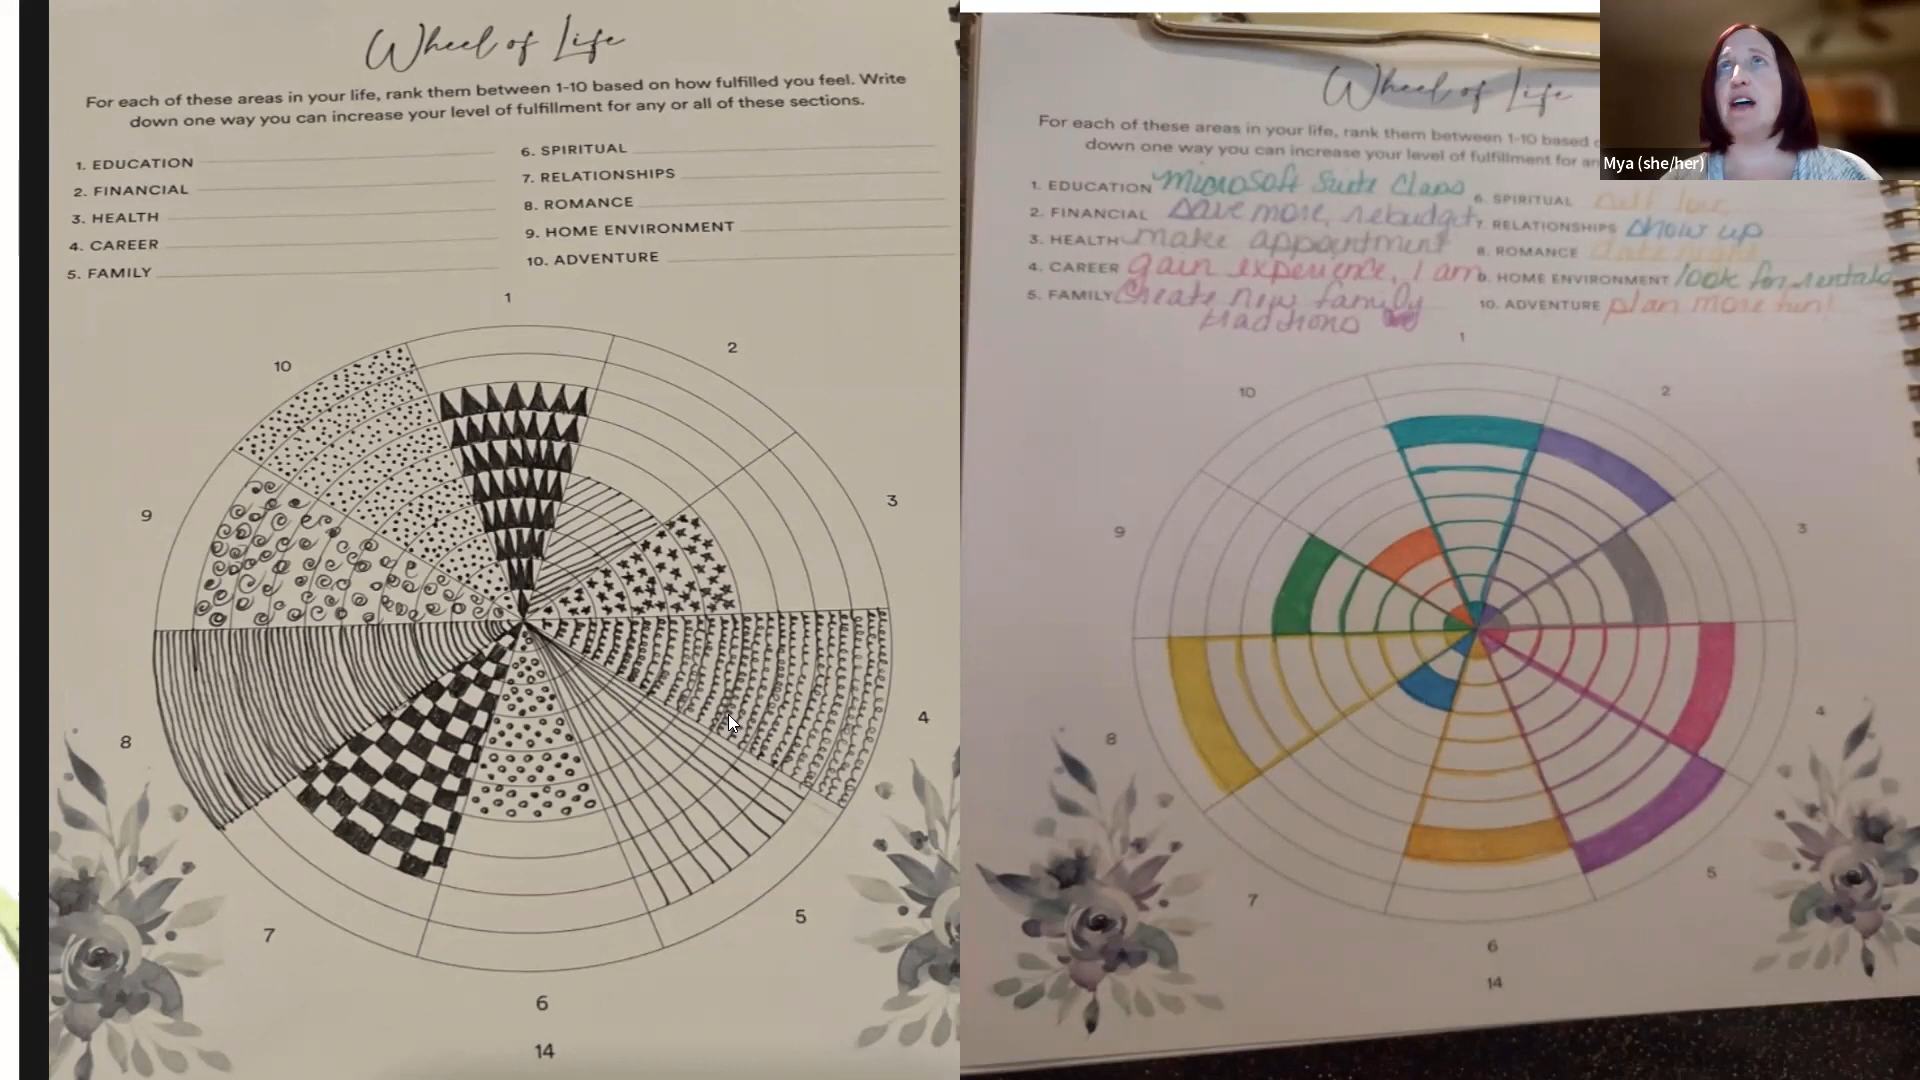 Wheel of Life
For each of these areas in your life, rank them between 1-10 based on how fulfilled you feel. Write
down one way you can increase your level of fulfillment for any or all of these sections.
1. EDUCATION
2. FINANCIAL
3. HEALTH
4. CAREER
5. FAMILY
6. SPIRITUAL
7. RELATIONSHIPS
8. ROMANCE
9. HOME ENVIRONMENT
10. ADVENTURE
1
2
3
4
5
6
7
8
9
10
14
Wheel of Life
For each of these areas in your life, rank them between 1-10 based
down one way you can increase your level of fulfillment for
1. EDUCATION Microsoft Suite Class
2. FINANCIAL Save more, rebudget
3. HEALTH make appointment
4. CAREER gain experience, I am
5. FAMILY Create new family
traditions
6. SPIRITUAL self love
7. RELATIONSHIPS show up
8. ROMANCE date night
9. HOME ENVIRONMENT look for rentals
10. ADVENTURE plan more fun!
1
2
3
4
5
6
7
8
9
10
14
Mya (she/her)